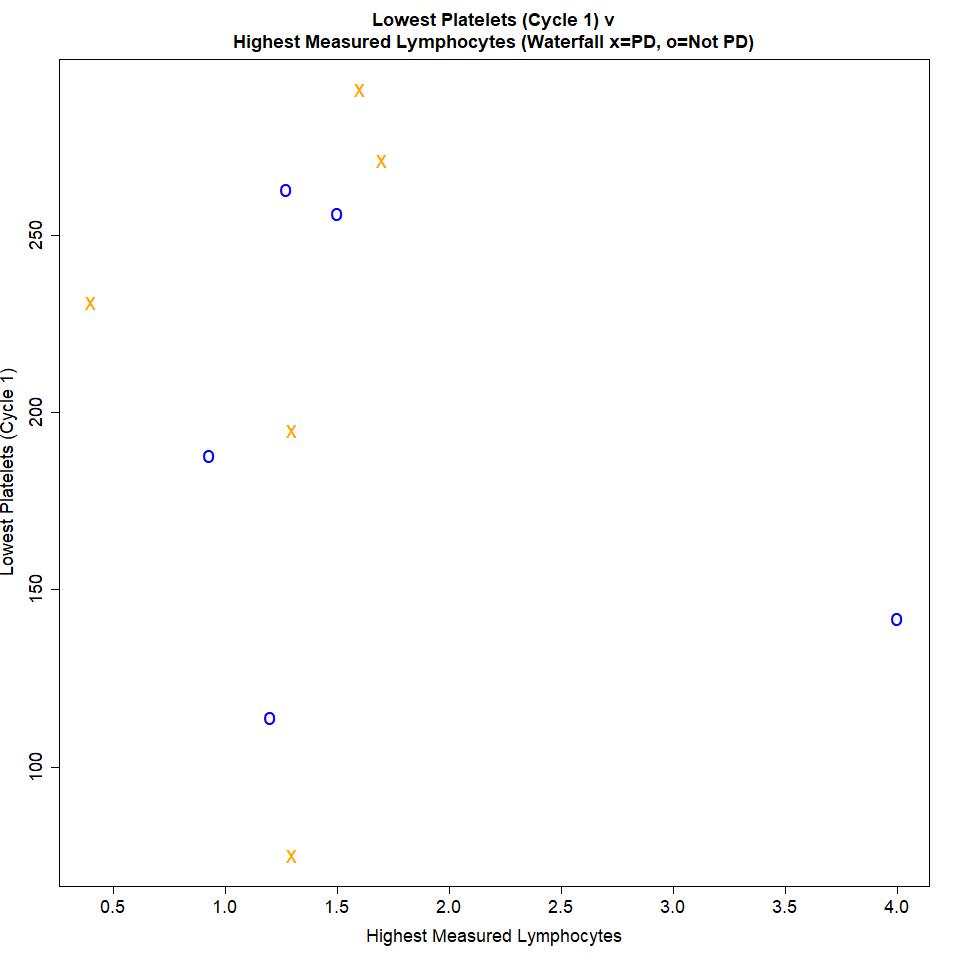 Lowest Platelets (Cycle 1) v
Highest Measured Lymphocytes (Waterfall x=PD, o=Not PD)
Lowest Platelets (Cycle 1)
250
200
150
100
X
X
O
O
X
X
O
O
O
X
0.5 1.0 1.5 2.0 2.5 3.0 3.5 4.0
Highest Measured Lymphocytes